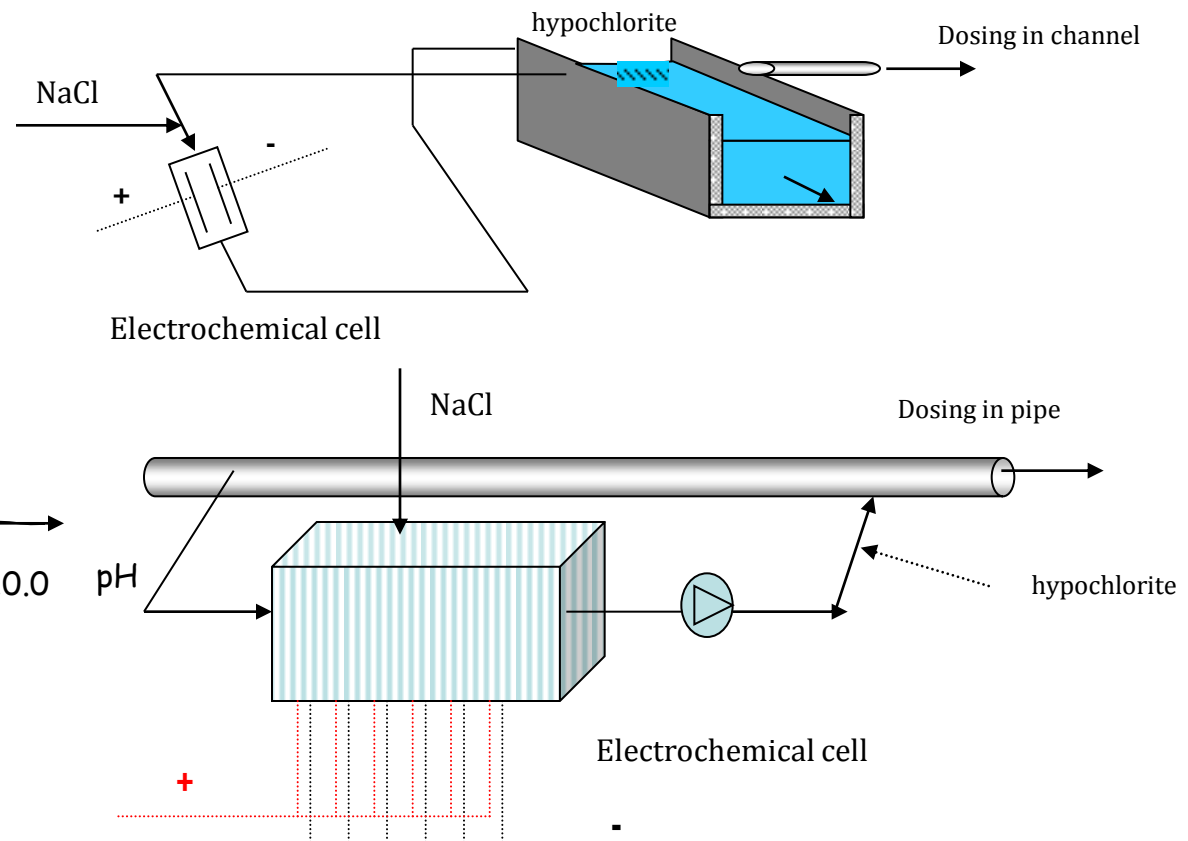 hypochlorite
Dosing in channel
NaCl
-
+
Electrochemical cell
NaCl
Dosing in pipe
0.0
pH
hypochlorite
Electrochemical cell
+
-